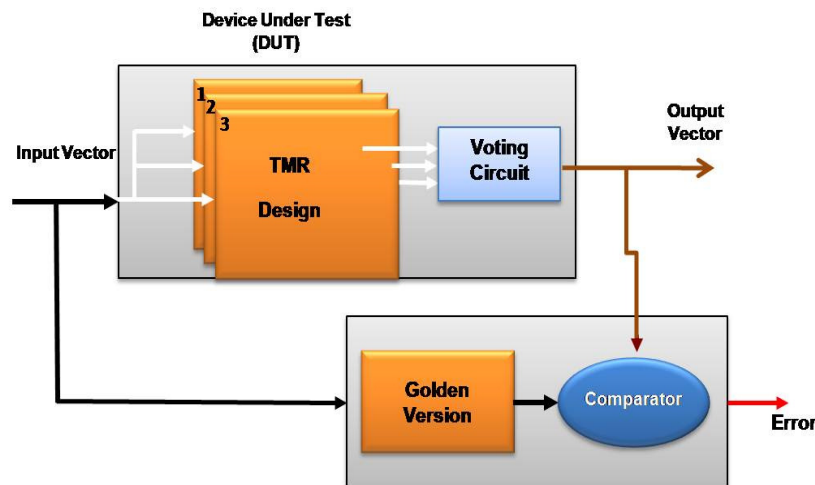 Device Under Test
(DUT)
Input Vector
1
2
3
TMR
Design
Voting
Circuit
Output
Vector
Golden
Version
Comparator
Error